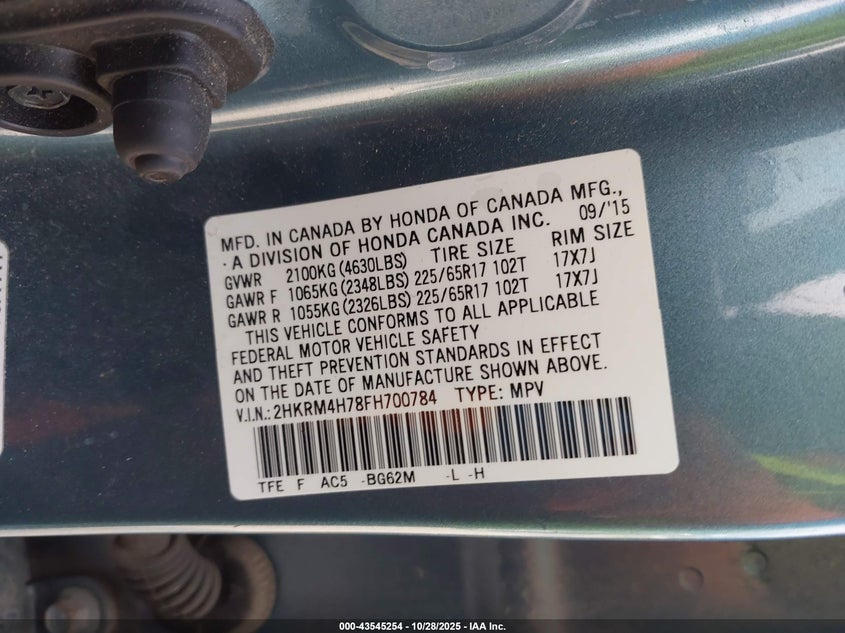 MFD. IN CANADA BY HONDA OF CANADA MFG.,
A DIVISION OF HONDA CANADA INC. 09/'15
GVWR 2100KG (4630LBS) TIRE SIZE RIM SIZE
GAWR F 1065KG (2348LBS) 225/65R17 102T 17X7J
GAWR R 1055KG (2326LBS) 225/65R17 102T 17X7J
THIS VEHICLE CONFORMS TO ALL APPLICABLE
FEDERAL MOTOR VEHICLE SAFETY
AND THEFT PREVENTION STANDARDS IN EFFECT
ON THE DATE OF MANUFACTURE SHOWN ABOVE.
V.I.N.: 2HKRM4H78FH700784 TYPE: MPV
TFE F AC5 -BG62M -L -H
000-43545254 - 10/28/2025 - IAA Inc.